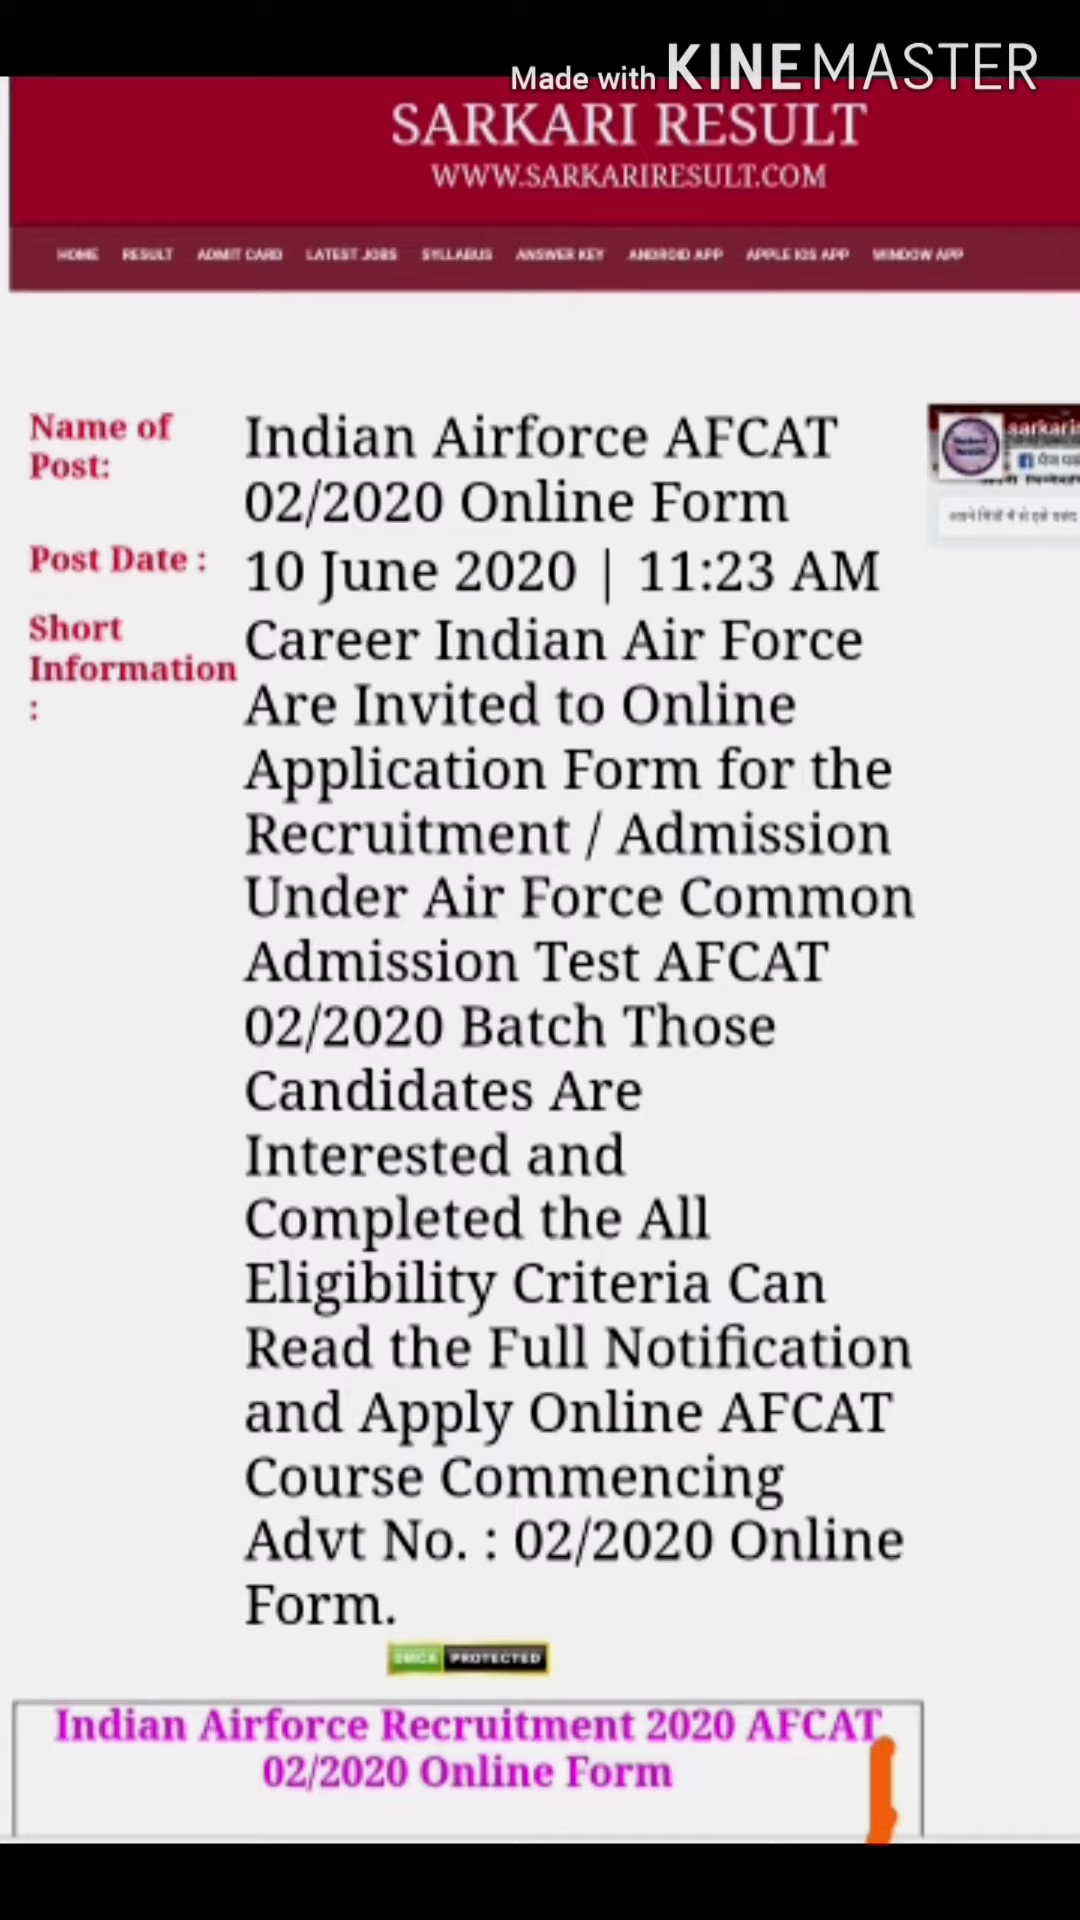 Made with KINEMASTER
SARKARI RESULT
WWW.SARKARIRESULT.COM
HOME RESULT ADMIT CARD LATEST JOBS SYLLABUS ANSWER KEY ANDROID APP APPLE IOS APP WINDOW APP
Name of
Post:
Indian Airforce AFCAT
02/2020 Online Form
Post Date :
10 June 2020 | 11:23 AM
Short
Information
:
Career Indian Air Force
Are Invited to Online
Application Form for the
Recruitment / Admission
Under Air Force Common
Admission Test AFCAT
02/2020 Batch Those
Candidates Are
Interested and
Completed the All
Eligibility Criteria Can
Read the Full Notification
and Apply Online AFCAT
Course Commencing
Advt No. : 02/2020 Online
Form.
DMCA PROTECTED
Indian Airforce Recruitment 2020 AFCAT
02/2020 Online Form